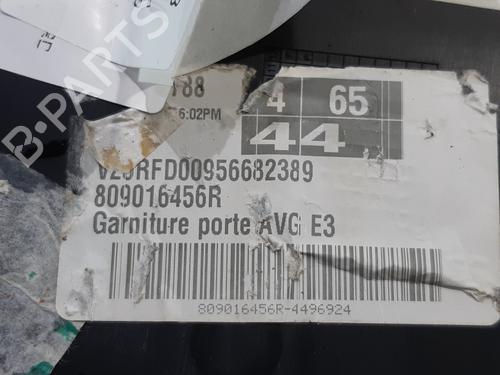 188
6:02PM
4 65
44
V20RFD00956682389
809016456R
Garniture porte AVG E3
809016456R-4496924
B-PARTS